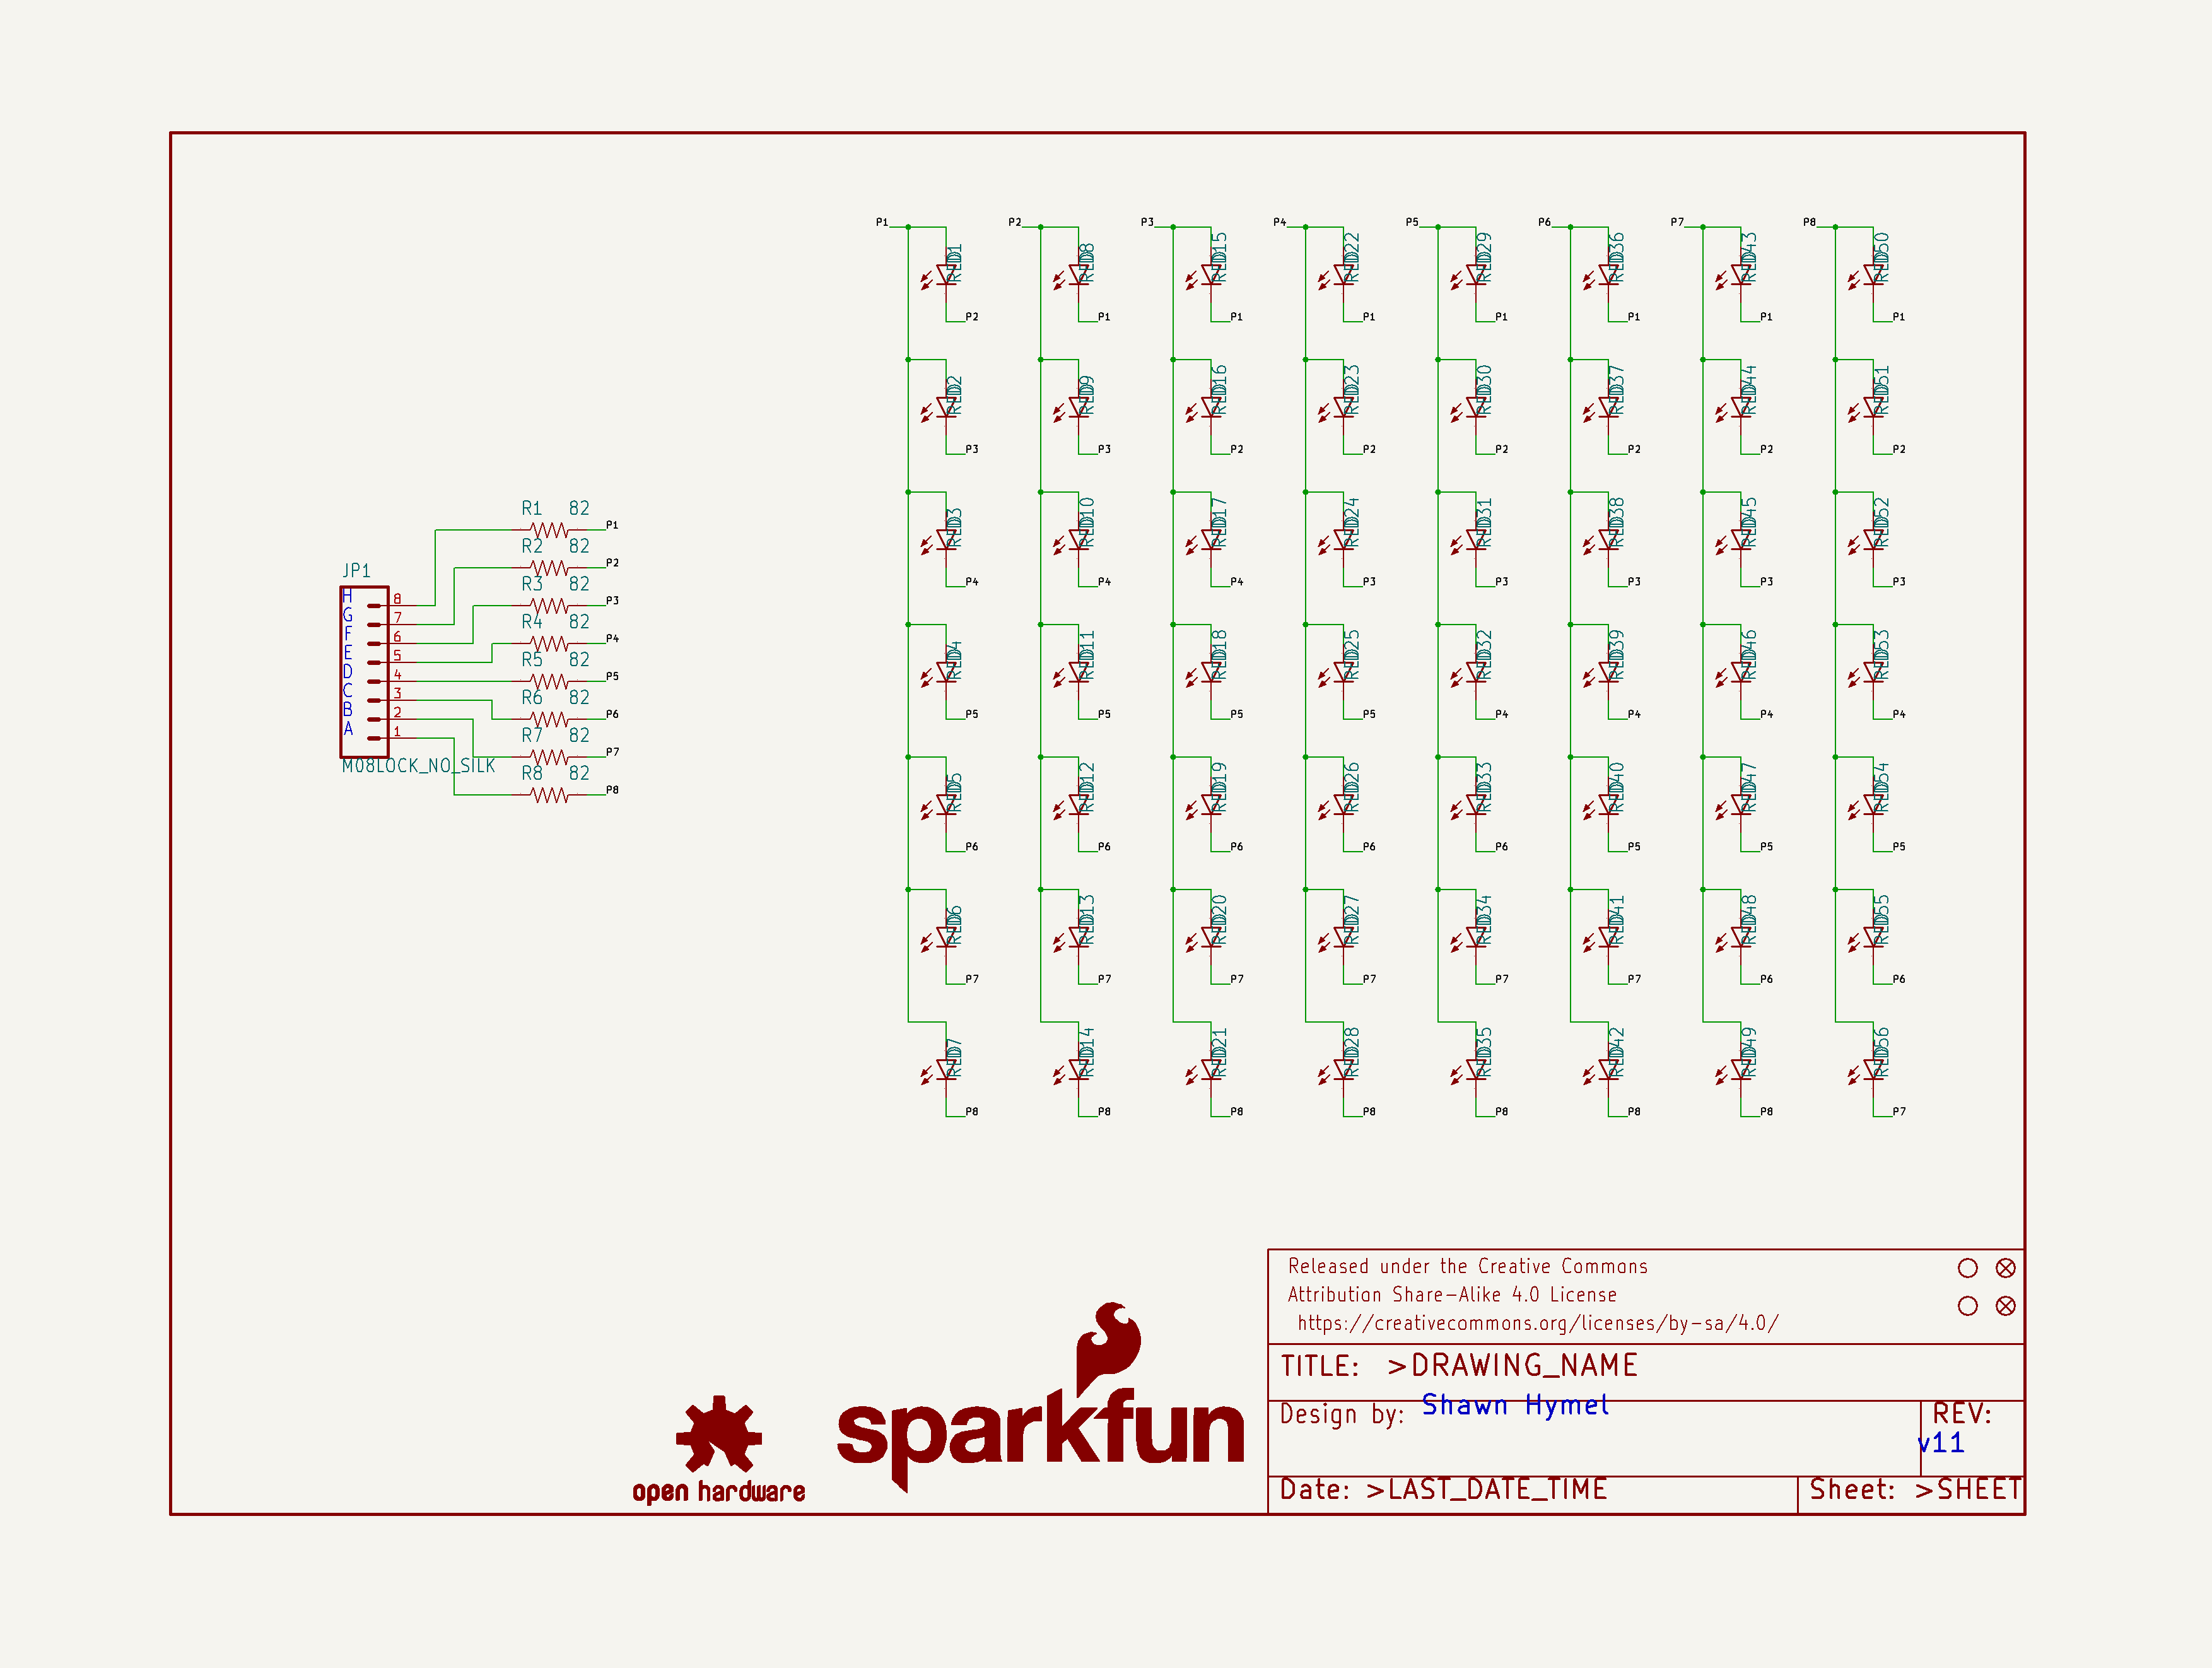 P1 P2 P3 P4 P5 P6 P7 P8
D1 RED D8 RED D15 RED D22 RED D29 RED D36 RED D43 RED D50 RED
P2 P1 P1 P1 P1 P1 P1 P1
D2 RED D9 RED D16 RED D23 RED D30 RED D37 RED D44 RED D51 RED
P3 P3 P2 P2 P2 P2 P2 P2
D3 RED D10 RED D17 RED D24 RED D31 RED D38 RED D45 RED D52 RED
P4 P4 P4 P3 P3 P3 P3 P3
D4 RED D11 RED D18 RED D25 RED D32 RED D39 RED D46 RED D53 RED
P5 P5 P5 P5 P4 P4 P4 P4
D5 RED D12 RED D19 RED D26 RED D33 RED D40 RED D47 RED D54 RED
P6 P6 P6 P6 P6 P5 P5 P5
D6 RED D13 RED D20 RED D27 RED D34 RED D41 RED D48 RED D55 RED
P7 P7 P7 P7 P7 P7 P6 P6
D7 RED D14 RED D21 RED D28 RED D35 RED D42 RED D49 RED D56 RED
P8 P8 P8 P8 P8 P8 P8 P7
R1 82 P1
R2 82 P2
R3 82 P3
R4 82 P4
R5 82 P5
R6 82 P6
R7 82 P7
R8 82 P8
JP1
H 8
G 7
F 6
E 5
D 4
C 3
B 2
A 1
M08LOCK_NO_SILK
Released under the Creative Commons
Attribution Share-Alike 4.0 License
https://creativecommons.org/licenses/by-sa/4.0/
TITLE: >DRAWING_NAME
Design by: Shawn Hymel
REV:
v11
Date: >LAST_DATE_TIME
Sheet: >SHEET
open hardware
sparkfun